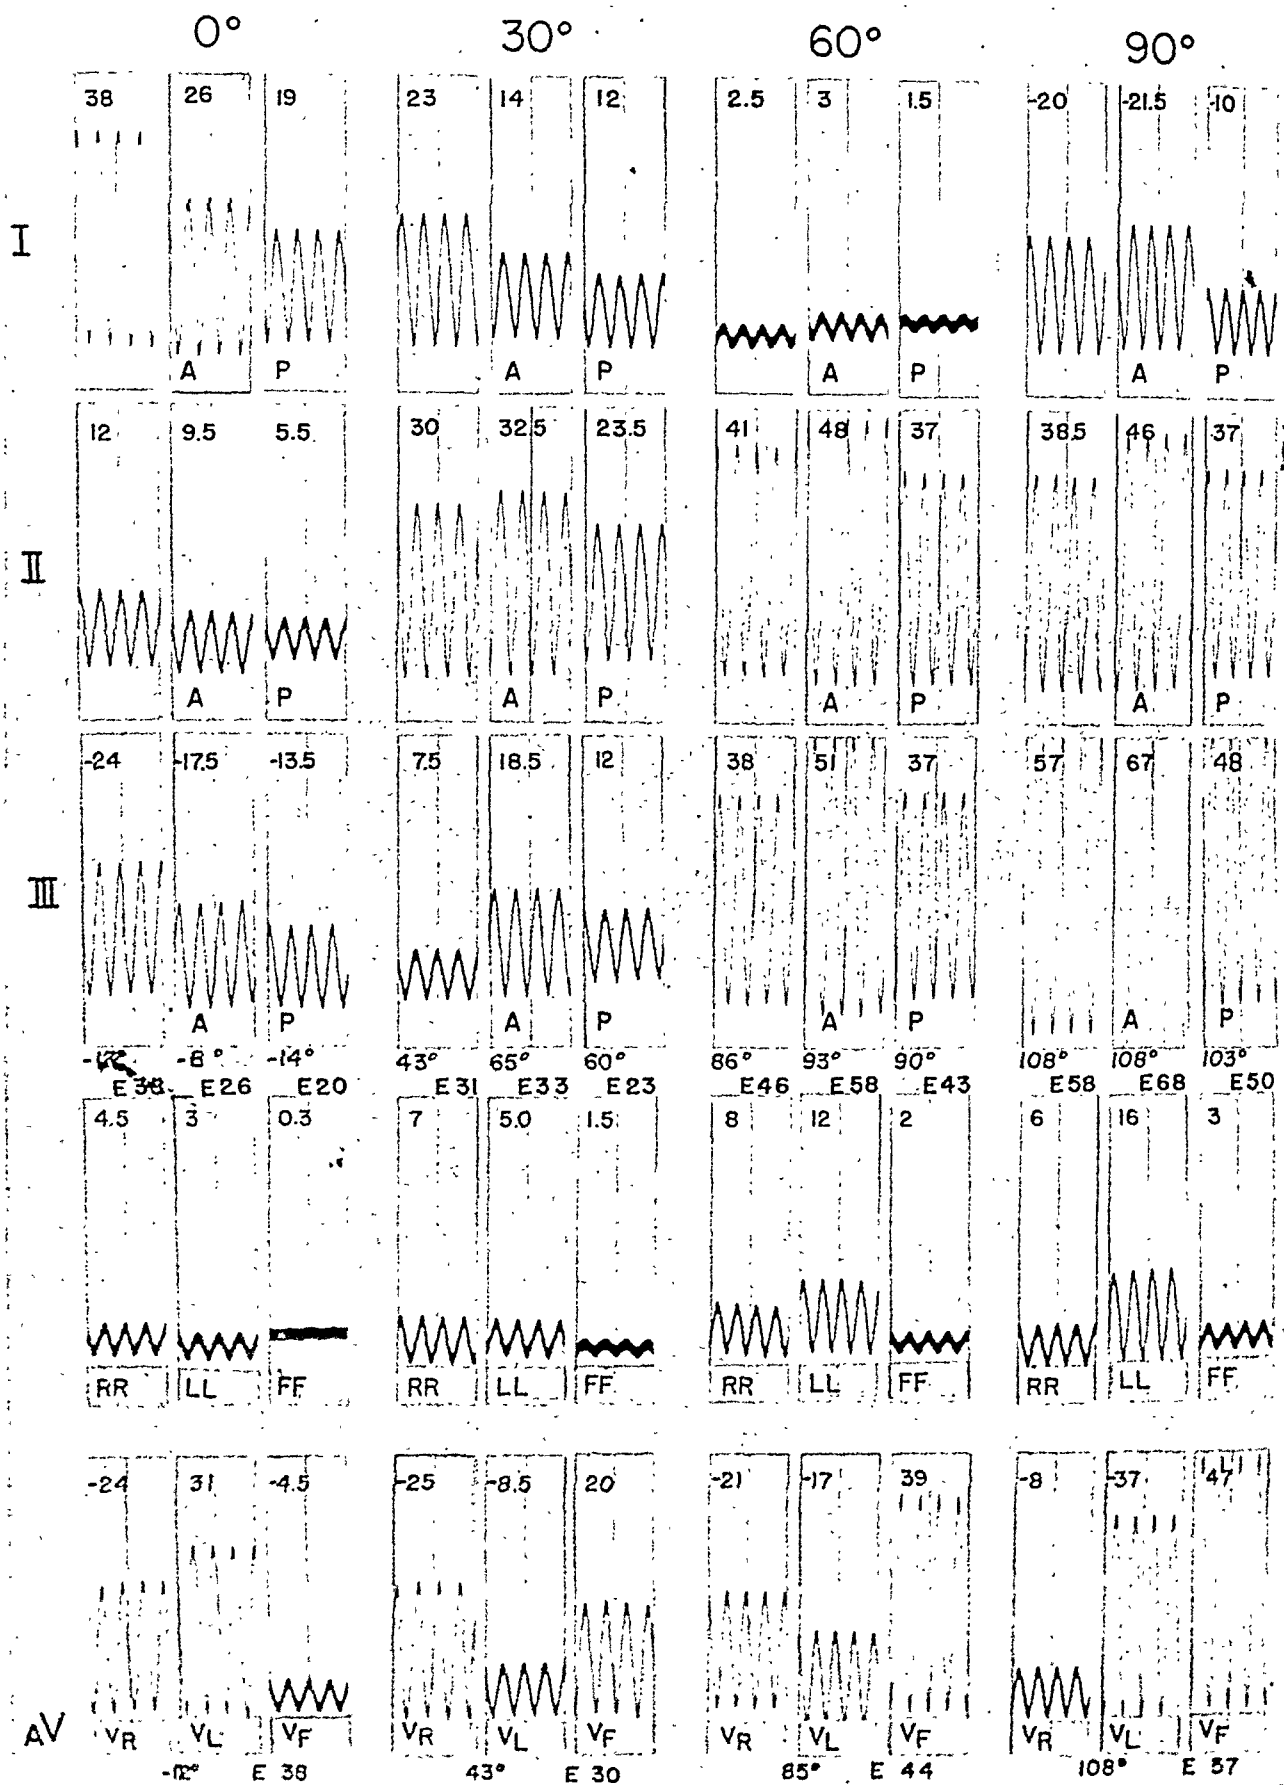 0° 30° 60° 90°
38 26 19 23 14 12 2.5 3 1.5 -20 -21.5 -10
I
A P A P A P A P
12 9.5 5.5 30 32.5 23.5 41 48 37 38.5 46 37
II
A P A P A P A P
-24 -17.5 -13.5 7.5 18.5 12 38 51 37 57 67 48
III
A P A P A P A P
-8° -14° 43° 65° 60° 86° 93° 90° 108° 108° 103°
E 38 E26 E20 E31 E33 E23 E46 E58 E43 E58 E68 E50
4.5 3 0.3 7 5.0 1.5 8 12 2 6 16 3
RR LL FF RR LL FF RR LL FF RR LL FF
-24 31 -4.5 -25 -8.5 20 -21 -17 39 -8 -37 47
AV VR VL VF VR VL VF VR VL VF VR VL VF
-12° E 38 43° E 30 85° E 44 108° E 57